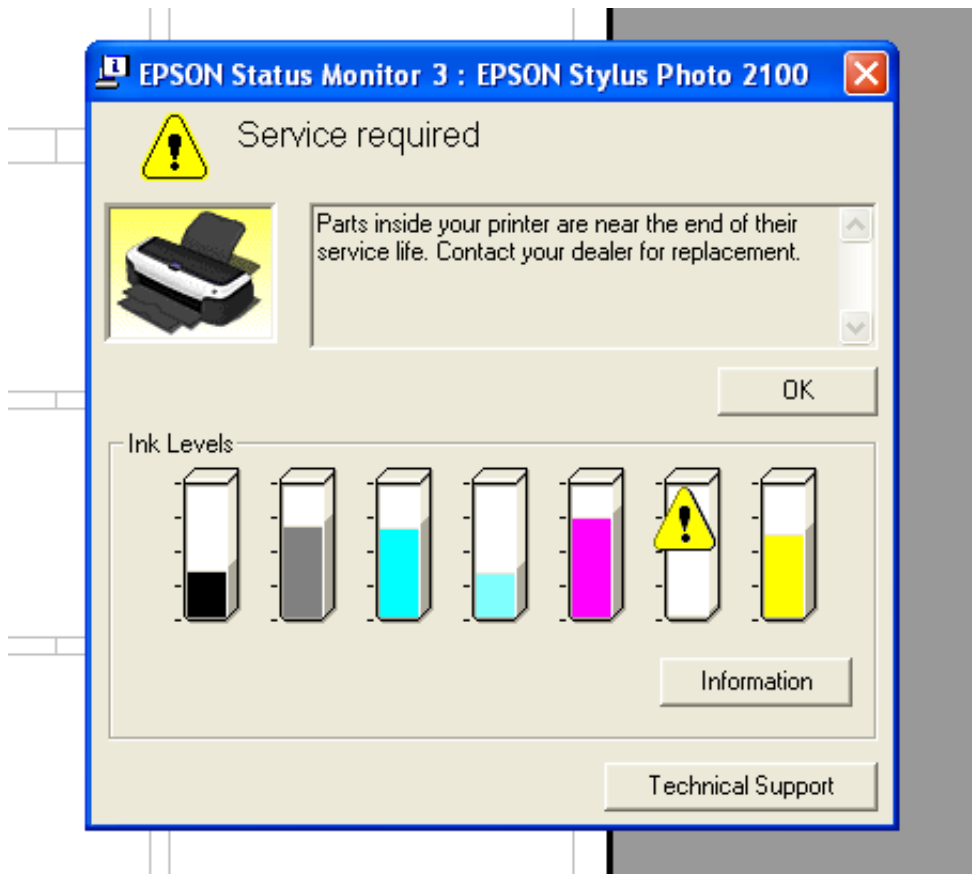 EPSON Status Monitor 3 : EPSON Stylus Photo 2100
Service required
Parts inside your printer are near the end of their
service life. Contact your dealer for replacement.
OK
Ink Levels
Information
Technical Support